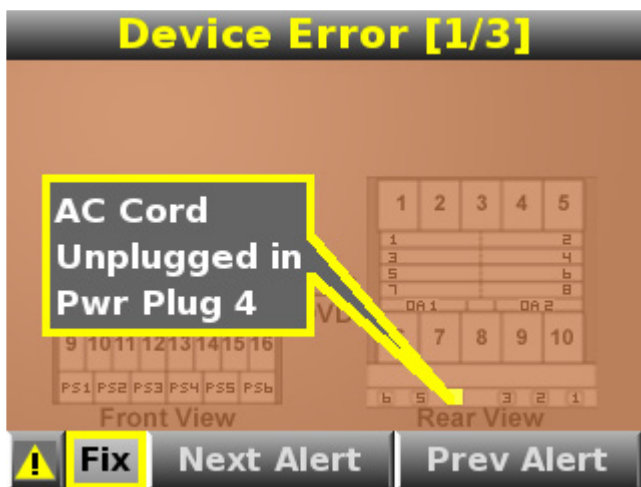 Device Error [1/3]
AC Cord
Unplugged in
Pwr Plug 4
1 2 3 4 5
1 2
3 4
5 6
7 8
OA 1 OA 2
7 8 9 10
9 10 11 12 13 14 15 16
PS1 PS2 PS3 PS4 PS5 PS6
6 5 3 2 1
Front View
Rear View
Fix
Next Alert
Prev Alert